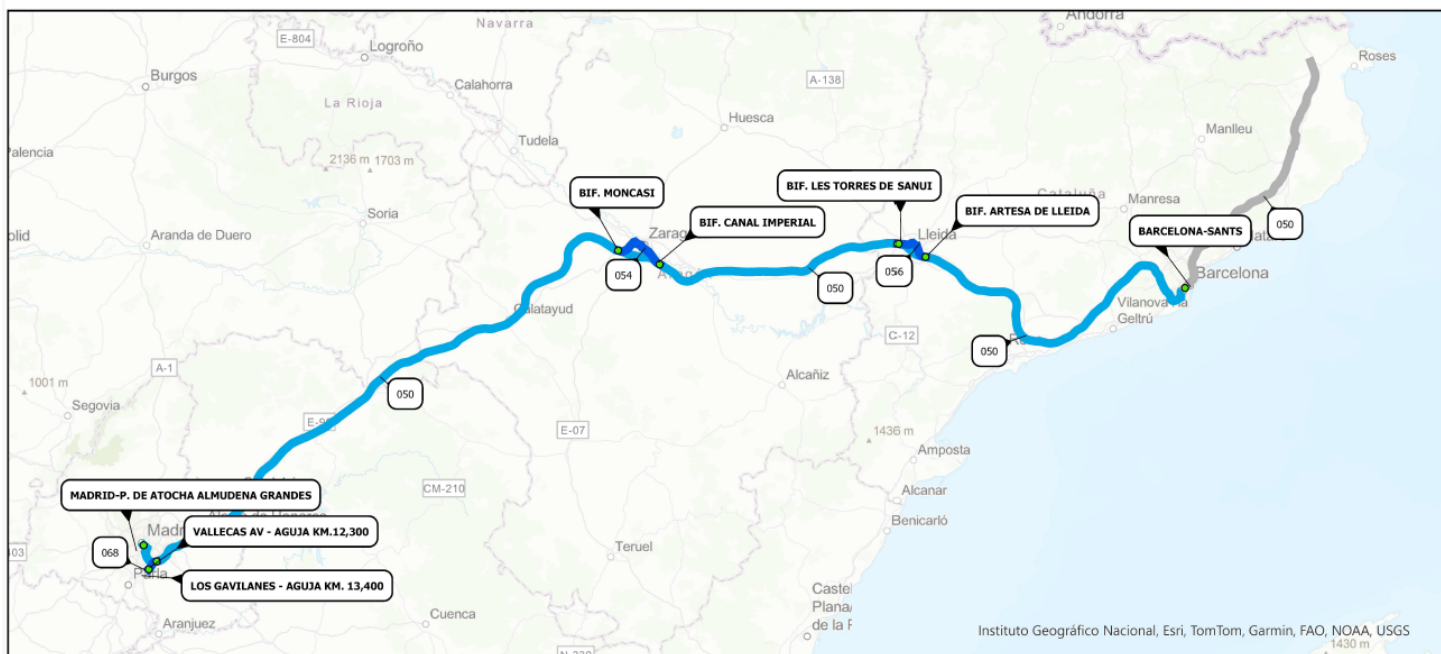 Navarra
Andorra
E-804
Logroño
Roses
Burgos
Calahorra
A-138
La Rioja
Huesca
Manlleu
Palencia
Tudela
2136 m
1703 m
BIF. LES TORRES DE SANUI
BIF. MONCASI
Cataluña
Manresa
Soria
BIF. ARTESA DE LLEIDA
BIF. CANAL IMPERIAL
050
Aranda de Duero
Lleida
BARCELONA-SANTS
054
056
Barcelona
050
Vilanova
Geltrú
Calatayud
C-12
050
A-1
Alcañiz
1001 m
050
Segovia
E-07
1436 m
Amposta
CM-210
MADRID-P. DE ATOCHA ALMUDENA GRANDES
Alcanar
Benicarló
VALLECAS AV - AGUJA KM.12,300
068
Teruel
Parla
LOS GAVILANES - AGUJA KM. 13,400
Cuenca
Aranjuez
Plana/
de la
Instituto Geográfico Nacional, Esri, TomTom, Garmin, FAO, NOAA, USGS
1430 m
N-330